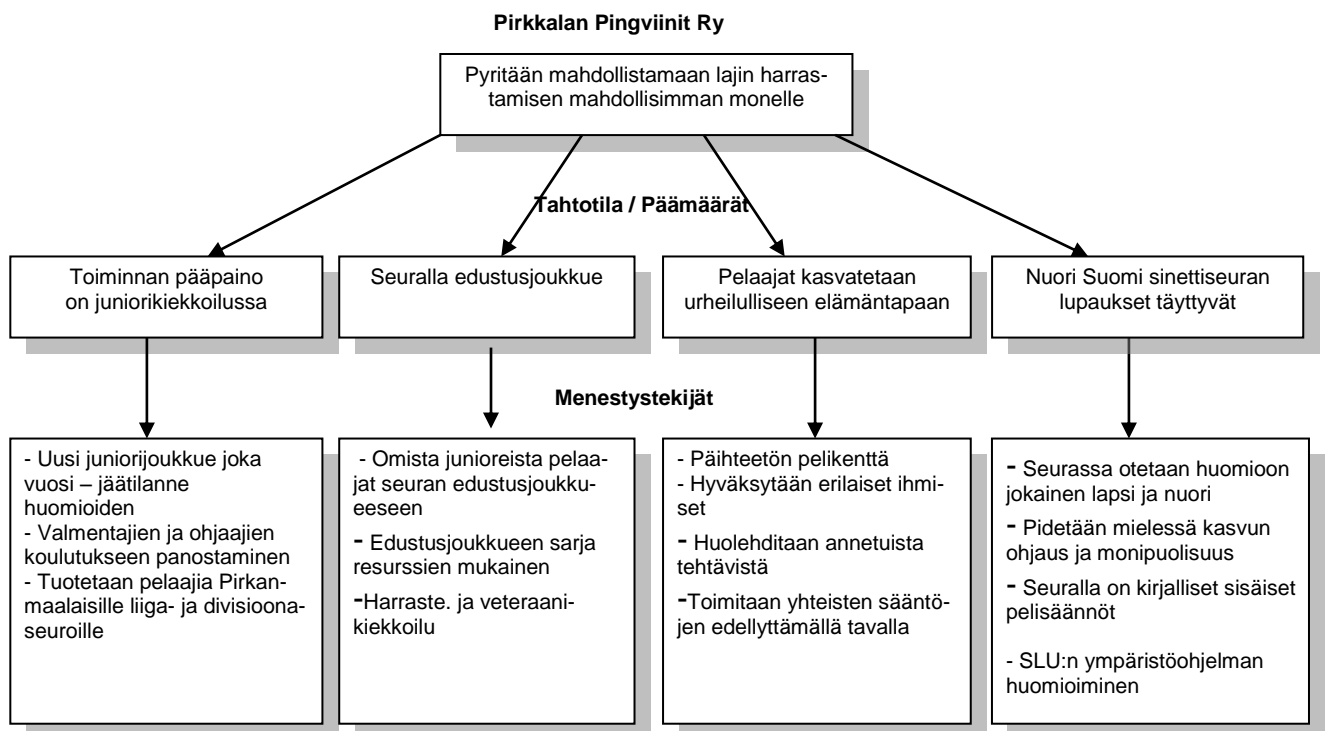 Pirkkalan Pingviinit Ry
Pyritään mahdollistamaan lajin harras-
tamisen mahdollisimman monelle
Tahtotila / Päämäärät
Toiminnan pääpaino
on juniorikiekkoilussa
Seuralla edustusjoukkue
Pelaajat kasvatetaan
urheilulliseen elämäntapaan
Nuori Suomi sinettiseuran
lupaukset täyttyvät
Menestystekijät
- Uusi juniorijoukkue joka
vuosi – jäätilanne
huomioiden
- Valmentajien ja ohjaajien
koulutukseen panostaminen
- Tuotetaan pelaajia Pirkan-
maalaisille liiga- ja divisioona-
seuroille
- Omista junioreista pelaa-
jat seuran edustusjoukku-
eeseen
- Edustusjoukkueen sarja
resurssien mukainen
-Harraste. ja veteraani-
kiekkoilu
- Päihteetön pelikenttä
- Hyväksytään erilaiset ihmi-
set
- Huolehditaan annetuista
tehtävistä
-Toimitaan yhteisten sääntö-
jen edellyttämällä tavalla
- Seurassa otetaan huomioon
jokainen lapsi ja nuori
- Pidetään mielessä kasvun
ohjaus ja monipuolisuus
- Seuralla on kirjalliset sisäiset
pelisäännöt
- SLU:n ympäristöohjelman
huomioiminen